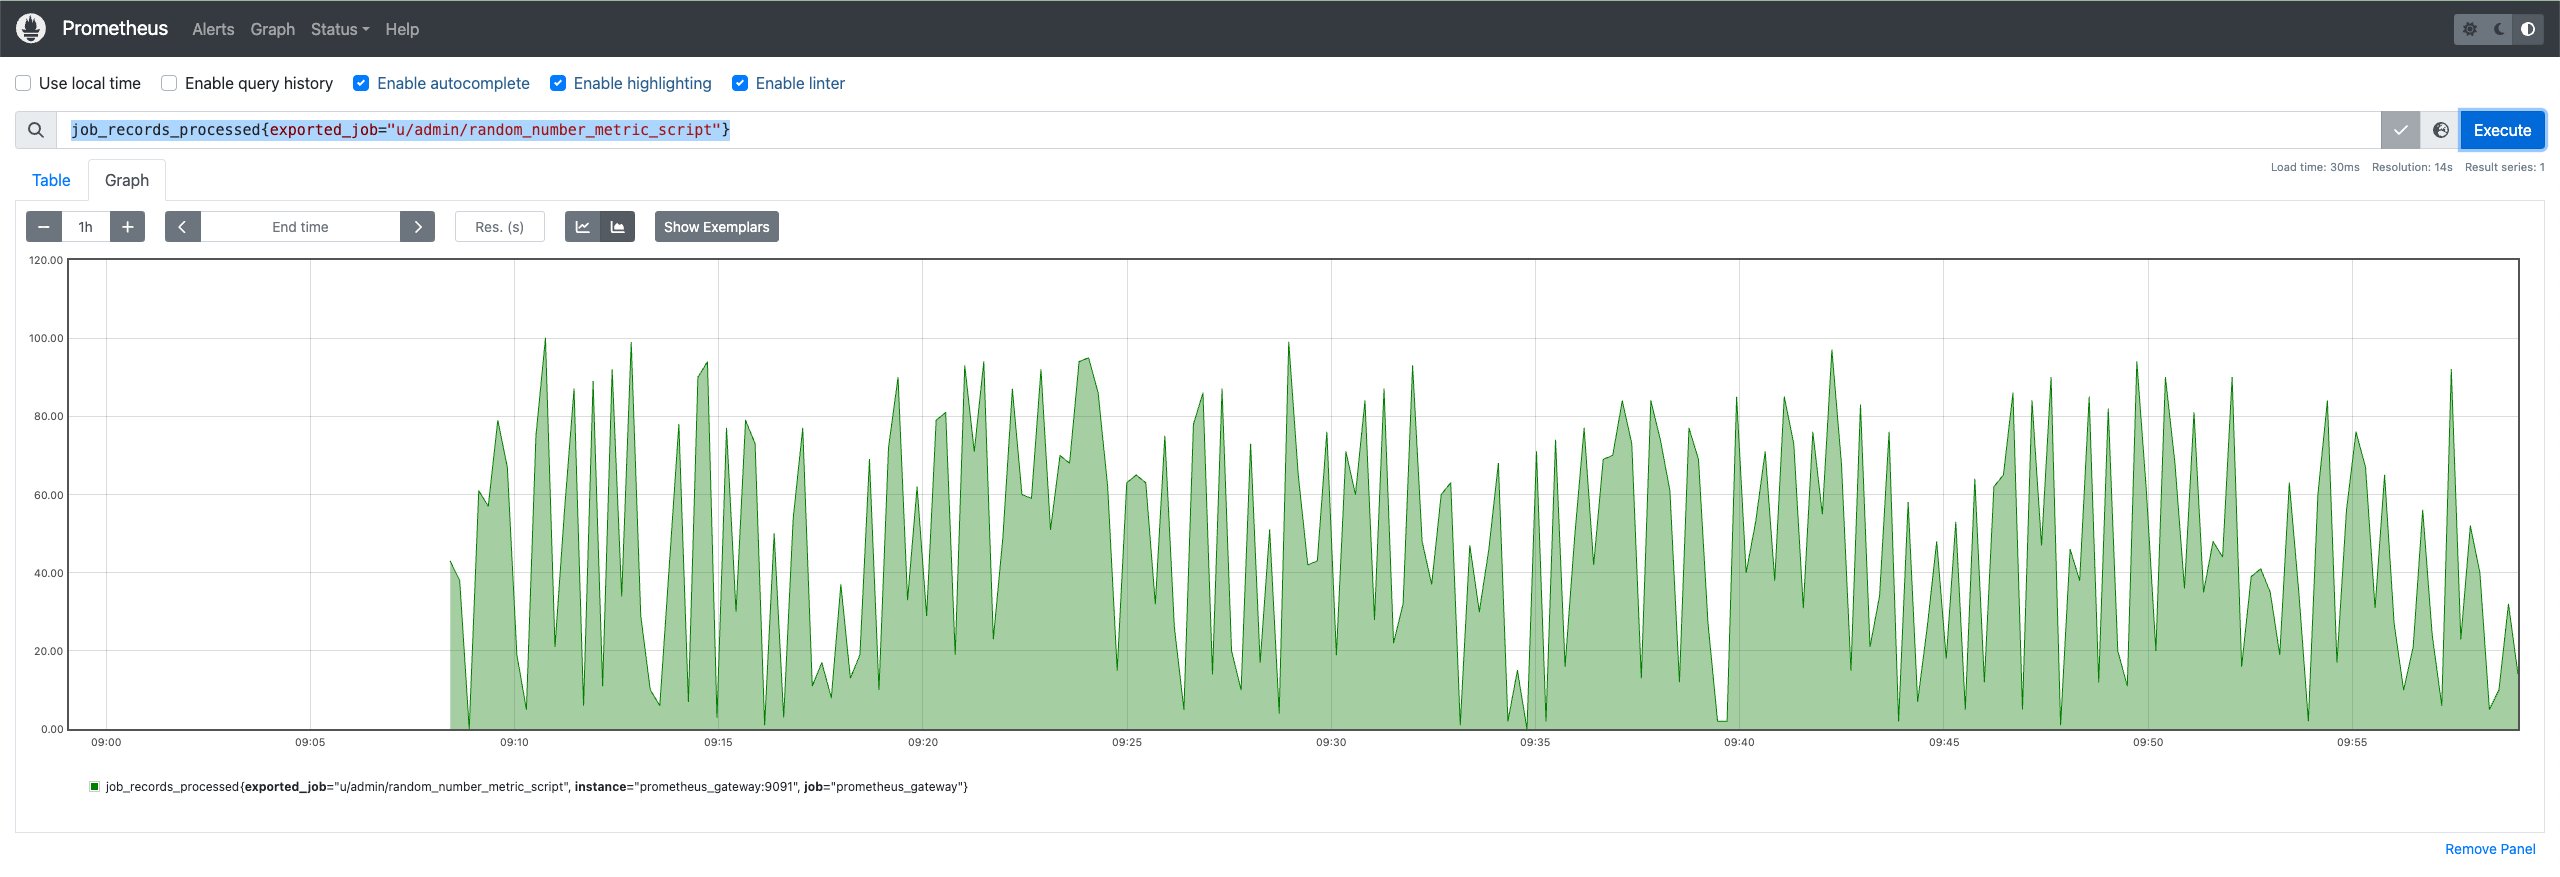 Prometheus Alerts Graph Status Help
Use local time Enable query history Enable autocomplete Enable highlighting Enable linter
job_records_processed{exported_job="u/admin/random_number_metric_script"} Execute
Load time: 30ms Resolution: 14s Result series: 1
Table Graph
1h End time Res. (s) Show Exemplars
120.00
100.00
80.00
60.00
40.00
20.00
0.00
09:00 09:05 09:10 09:15 09:20 09:25 09:30 09:35 09:40 09:45 09:50 09:55
job_records_processed{exported_job="u/admin/random_number_metric_script", instance="prometheus_gateway:9091", job="prometheus_gateway"}
Remove Panel